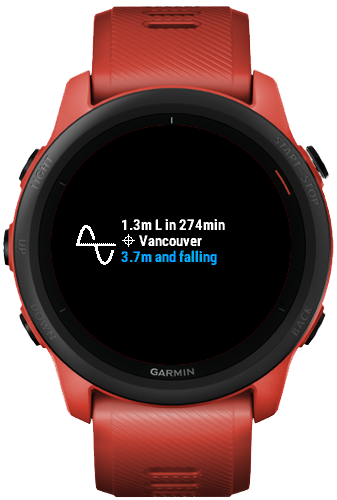 LIGHT
START · STOP
UP
1.3m L in 274min
Vancouver
3.7m and falling
DOWN
BACK
GARMIN